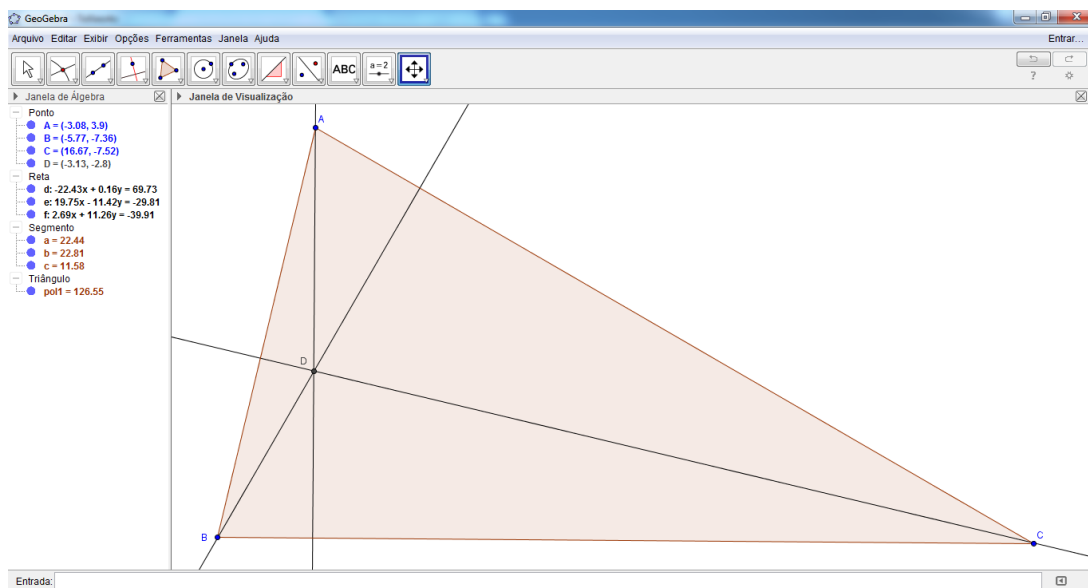 GeoGebra
Arquivo Editar Exibir Opções Ferramentas Janela Ajuda Entrar...
ABC a=2 ?
Janela de Álgebra Janela de Visualização
Ponto
A = (-3.08, 3.9)
B = (-5.77, -7.36)
C = (16.67, -7.52)
D = (-3.13, -2.8)
Reta
d: -22.43x + 0.16y = 69.73
e: 19.75x - 11.42y = -29.81
f: 2.69x + 11.26y = -39.91
Segmento
a = 22.44
b = 22.81
c = 11.58
Triângulo
pol1 = 126.55
A
D
B
C
Entrada: